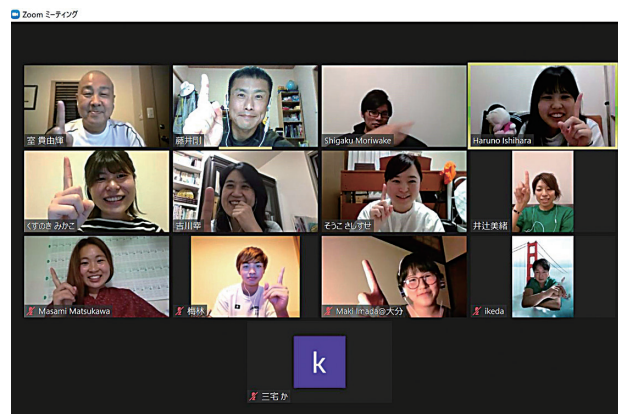 Zoom ミーティング
室 貴由輝
藤井剛
Shigaku Moriwake
Haruno Ishihara
くすのき みかこ
吉川幸
そうこ さしすせ
井辻美緒
Masami Matsukawa
梅林
Maki Imada@大分
ikeda
k
三宅 か